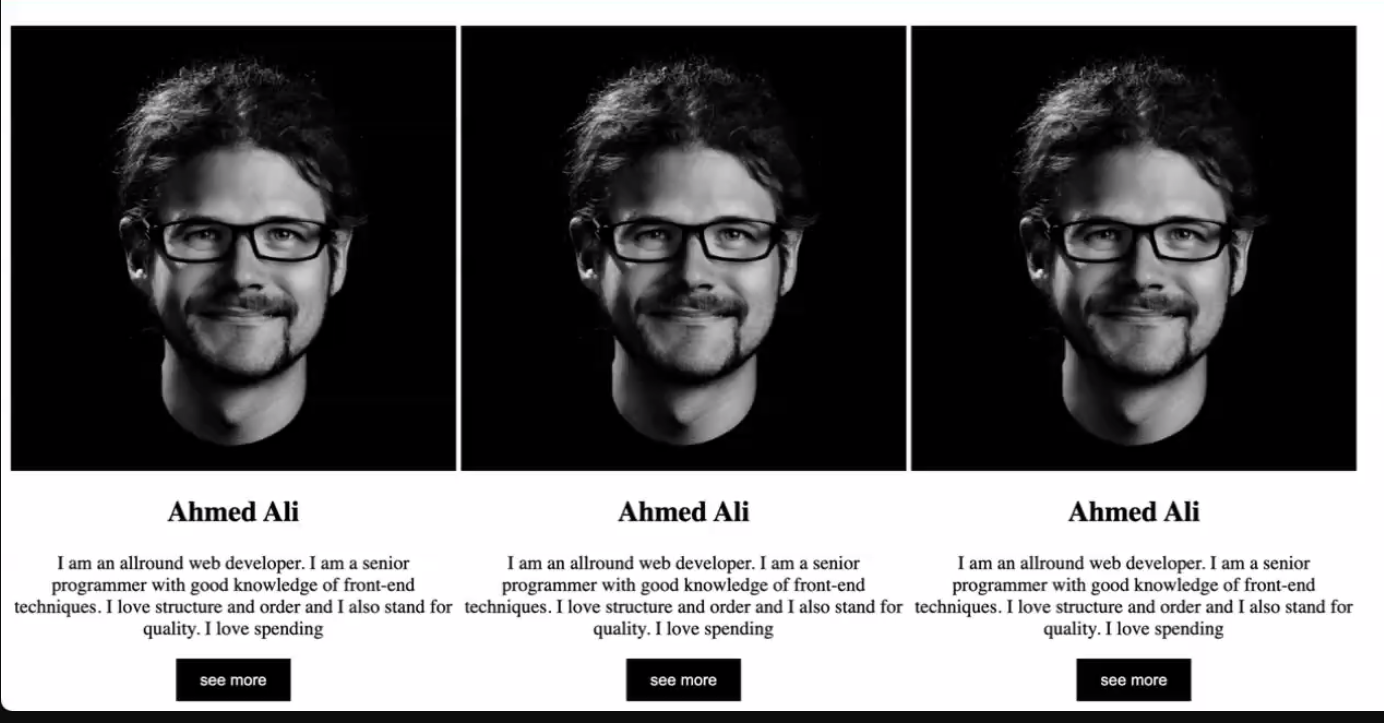 Ahmed Ali
I am an allround web developer. I am a senior
programmer with good knowledge of front-end
techniques. I love structure and order and I also stand for
quality. I love spending
see more
Ahmed Ali
I am an allround web developer. I am a senior
programmer with good knowledge of front-end
techniques. I love structure and order and I also stand for
quality. I love spending
see more
Ahmed Ali
I am an allround web developer. I am a senior
programmer with good knowledge of front-end
techniques. I love structure and order and I also stand for
quality. I love spending
see more